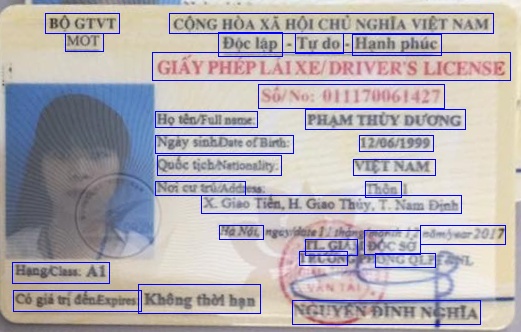 BỘ GTVT
MOT
CỘNG HÒA XÃ HỘI CHỦ NGHĨA VIỆT NAM
Độc lập - Tự do - Hạnh phúc
GIẤY PHÉP LÁI XE/DRIVER'S LICENSE
Số/No: 011170061427
Họ tên/Full name: PHẠM THÙY DƯƠNG
Ngày sinh/Date of Birth: 12/06/1999
Quốc tịch/Nationality: VIỆT NAM
Nơi cư trú/Address: Thôn 1
X. Giao Tiến, H. Giao Thủy, T. Nam Định
Hà Nội, ngày/date 11 tháng/month 12 năm/year 2017
TL. GIÁM ĐỐC SỞ
TRƯỞNG PHÒNG QLPT&NL
VẬN TẢI
Hạng/Class: A1
Có giá trị đến/Expires: Không thời hạn
NGUYỄN ĐÌNH NGHĨA